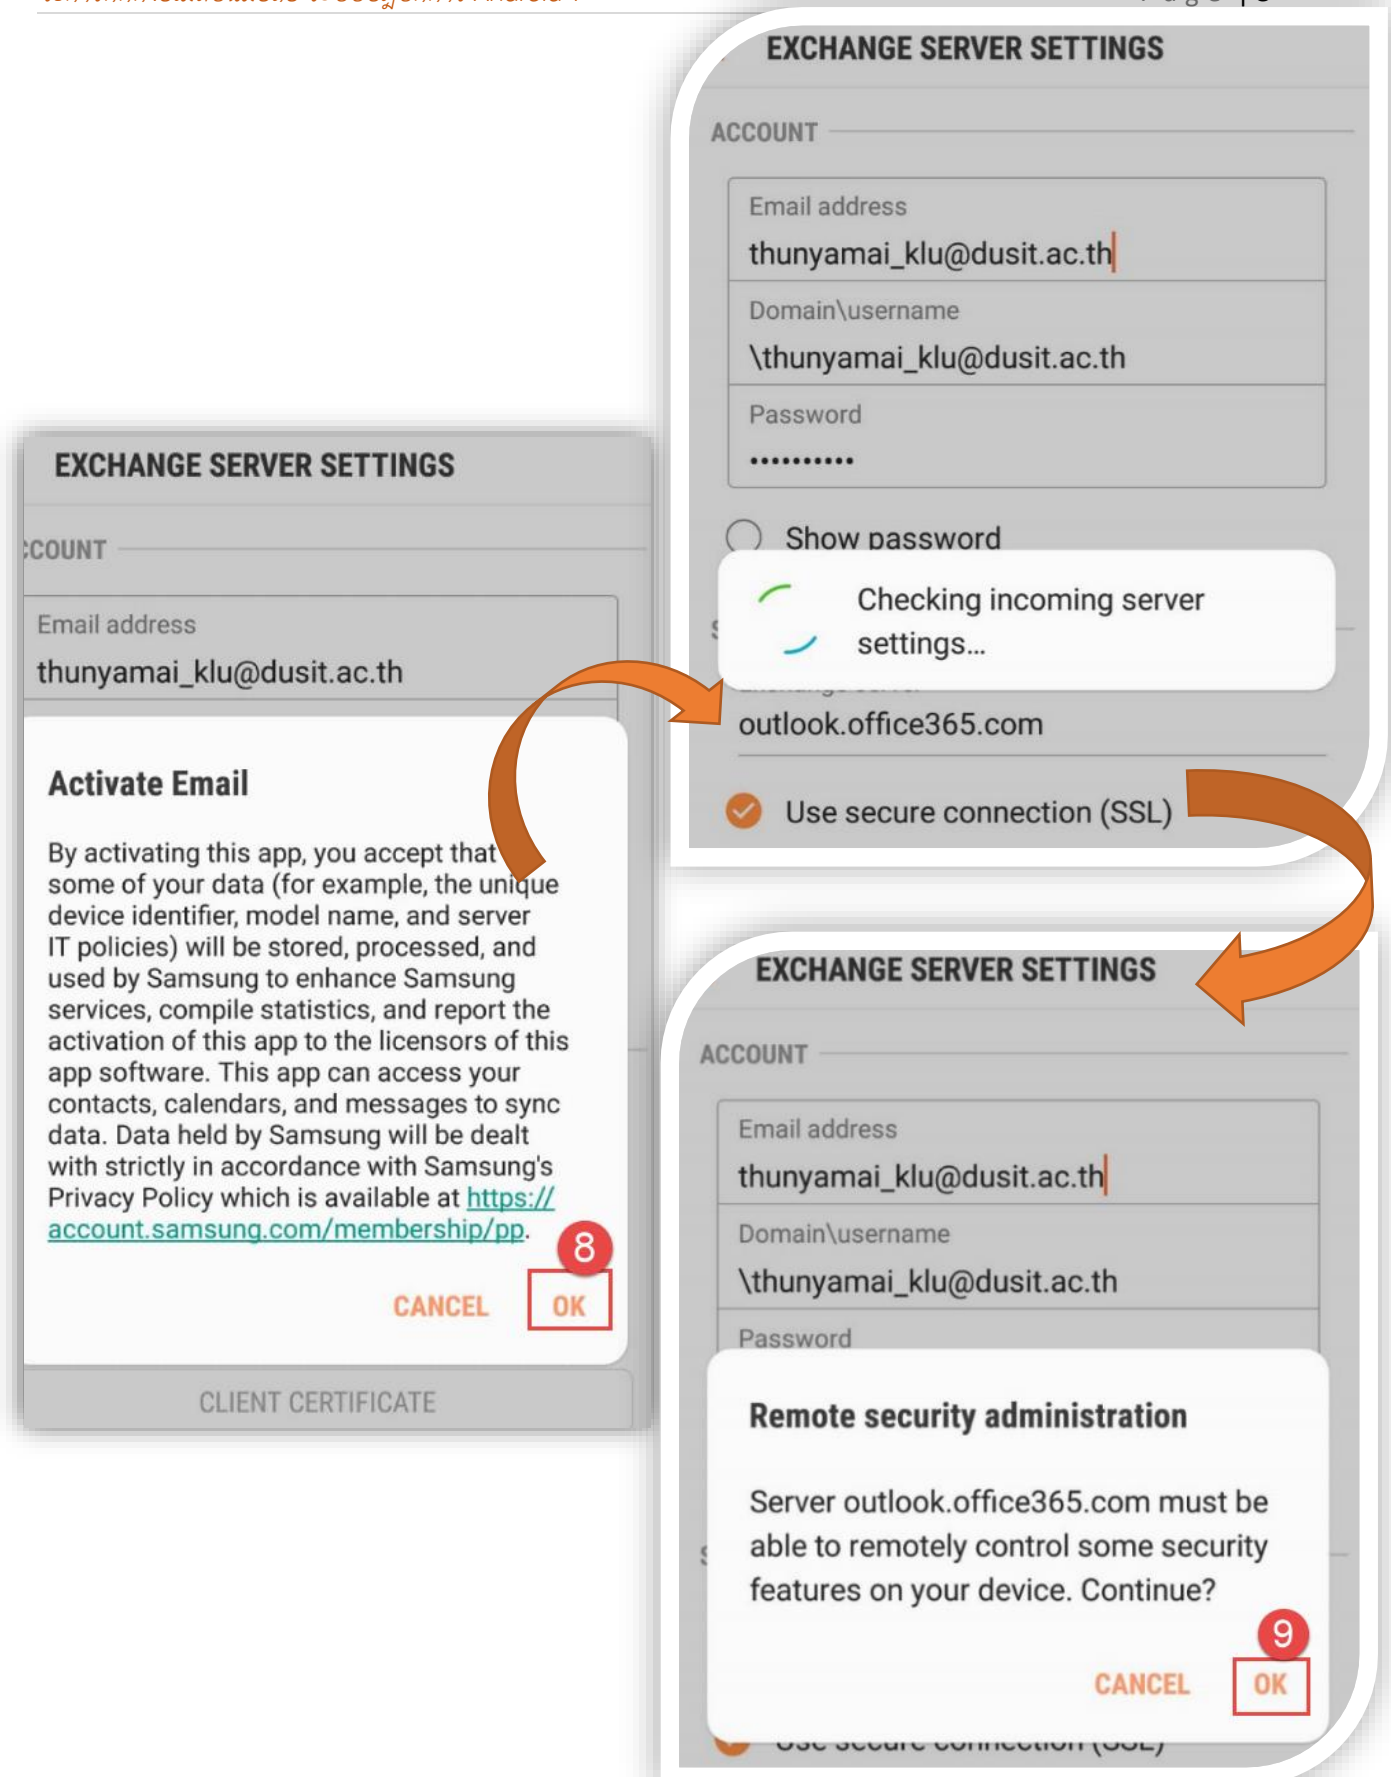 EXCHANGE SERVER SETTINGS
ACCOUNT
Email address
thunyamai_klu@dusit.ac.th
Domain\username
\thunyamai_klu@dusit.ac.th
Password
••••••••••
Show password
Checking incoming server
settings...
outlook.office365.com
Use secure connection (SSL)
EXCHANGE SERVER SETTINGS
COUNT
Email address
thunyamai_klu@dusit.ac.th
Activate Email
By activating this app, you accept that
some of your data (for example, the unique
device identifier, model name, and server
IT policies) will be stored, processed, and
used by Samsung to enhance Samsung
services, compile statistics, and report the
activation of this app to the licensors of this
app software. This app can access your
contacts, calendars, and messages to sync
data. Data held by Samsung will be dealt
with strictly in accordance with Samsung's
Privacy Policy which is available at https://
account.samsung.com/membership/pp.
8
CANCEL OK
CLIENT CERTIFICATE
EXCHANGE SERVER SETTINGS
ACCOUNT
Email address
thunyamai_klu@dusit.ac.th
Domain\username
\thunyamai_klu@dusit.ac.th
Password
Remote security administration
Server outlook.office365.com must be
able to remotely control some security
features on your device. Continue?
9
CANCEL OK
Use secure connection (SSL)